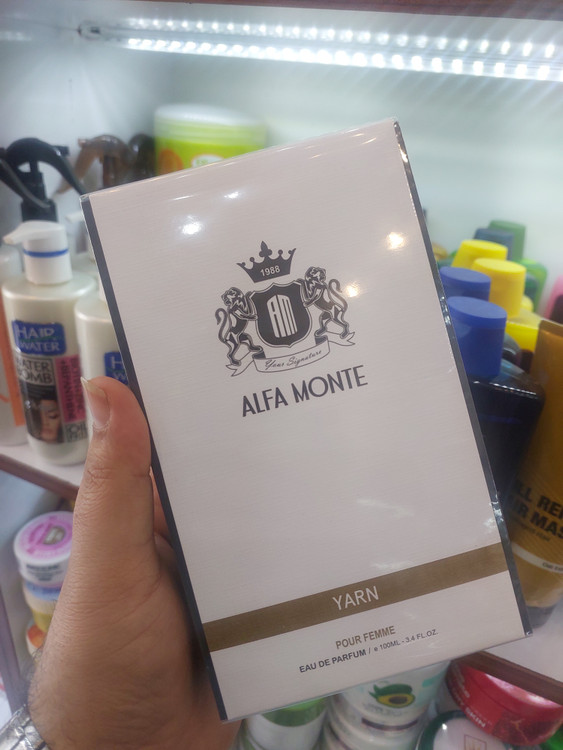 1988
AM
Your Signature
ALFA MONTE
YARN
POUR FEMME
EAU DE PARFUM / e 100ML - 3.4 FL.OZ.
HAIR
WATER
HAIR